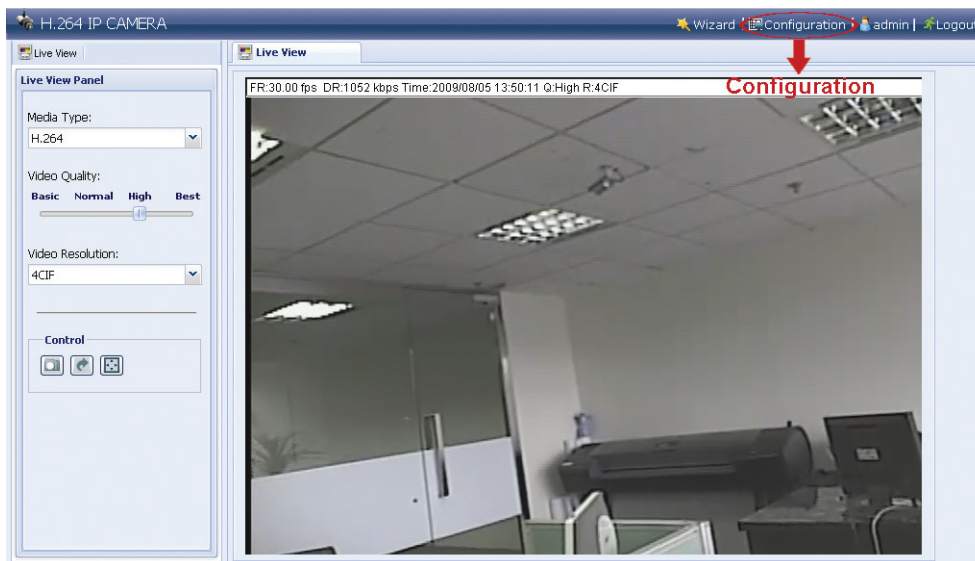 H.264 IP CAMERA
Wizard | Configuration | admin | Logout
Live View
Live View
Live View Panel
FR:30.00 fps DR:1052 kbps Time:2009/08/05 13:50:11 Q:High R:4CIF
Configuration
Media Type:
H.264
Video Quality:
Basic Normal High Best
Video Resolution:
4CIF
Control